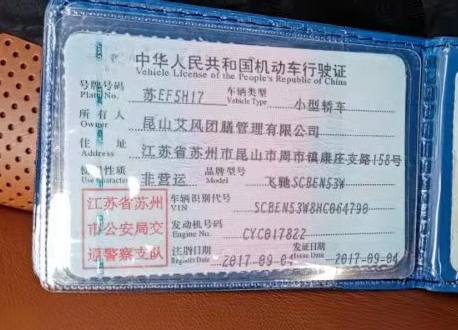 中华人民共和国机动车行驶证
Vehicle License of the People's Republic of China
号牌号码 苏EF5H17 车辆类型 小型轿车
Plate No. Vehicle Type
所有人 昆山艾风团膳管理有限公司
Owner
住址 江苏省苏州市昆山市周市镇康庄支路158号
Address
使用性质 非营运 品牌型号 飞驰SCBEN53W
Use Character Model
江苏省苏州
市公安局交
通警察支队
车辆识别代号 SCBEN53W8HC064790
VIN
发动机号码 CYC017822
Engine No.
注册日期 2017-09-04 发证日期 2017-09-04
Register Date Issue Date